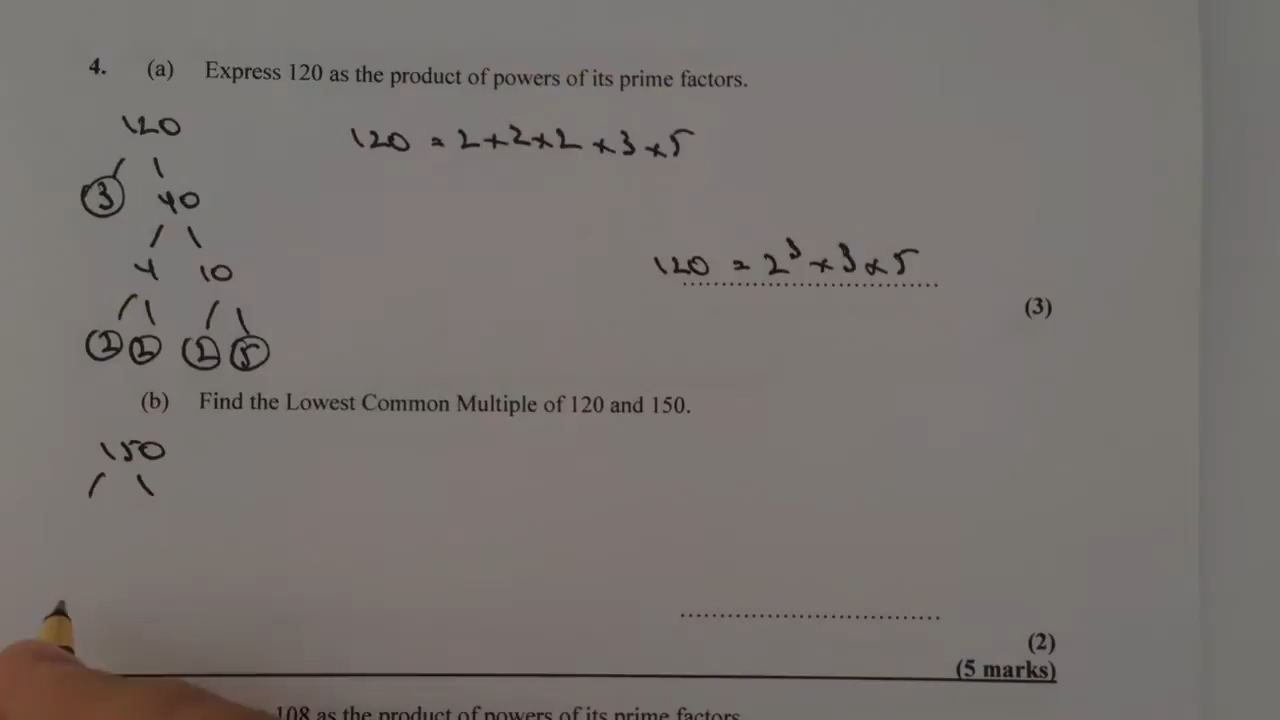 4. (a) Express 120 as the product of powers of its prime factors.
120
120 = 2×2×2×3×5
3 40
4 10
120 = 2³×3×5
(3)
2 2 2 5
(b) Find the Lowest Common Multiple of 120 and 150.
150
(2)
(5 marks)
108 as the product of powers of its prime factors